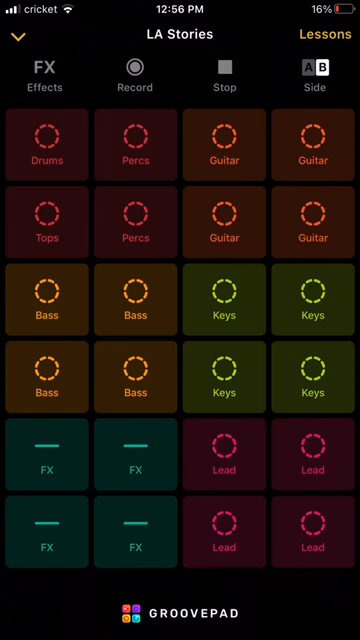 cricket 12:56 PM 16%
LA Stories Lessons
FX A B
Effects Record Stop Side
Drums Percs Guitar Guitar
Tops Percs Guitar Guitar
Bass Bass Keys Keys
Bass Bass Keys Keys
FX FX Lead Lead
FX FX Lead Lead
GROOVEPAD